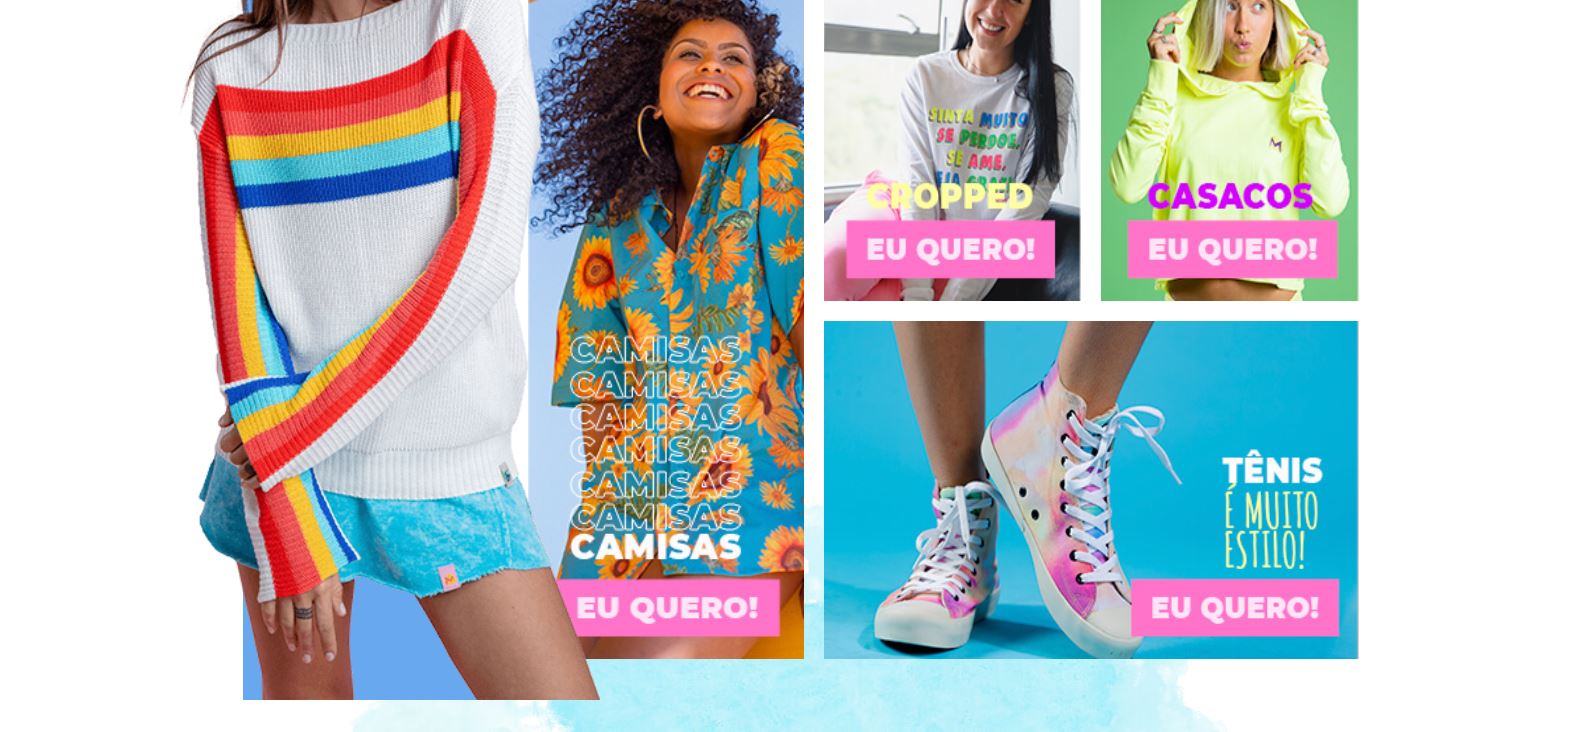 CAMISAS
CAMISAS
CAMISAS
CAMISAS
CAMISAS
CAMISAS
CAMISAS
EU QUERO!
SINTA MUITO
SE PERDOE,
SE AME,
SEJA
CROPPED
EU QUERO!
CASACOS
EU QUERO!
TÊNIS
É MUITO
ESTILO!
EU QUERO!